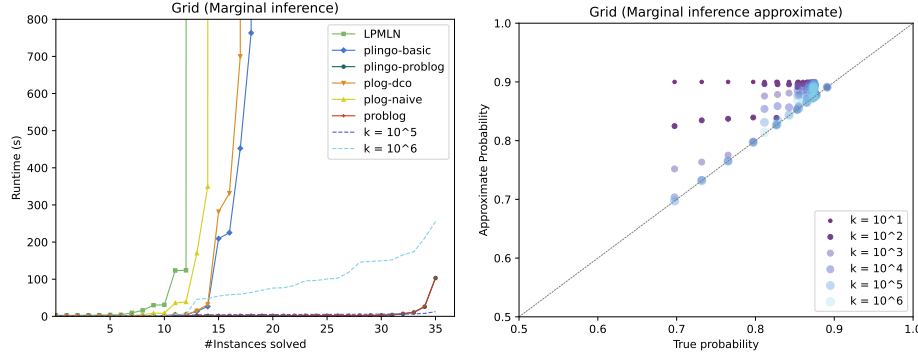 Grid (Marginal inference)
800
700
600
500
400
300
200
100
0
Runtime (s)
5
10
15
20
25
30
35
#Instances solved
LPMLN
plingo-basic
plingo-problog
plog-dco
plog-naive
problog
k = 10^5
k = 10^6
Grid (Marginal inference approximate)
1.0
0.9
0.8
0.7
0.6
0.5
Approximate Probability
0.5
0.6
0.7
0.8
0.9
1.0
True probability
k = 10^1
k = 10^2
k = 10^3
k = 10^4
k = 10^5
k = 10^6